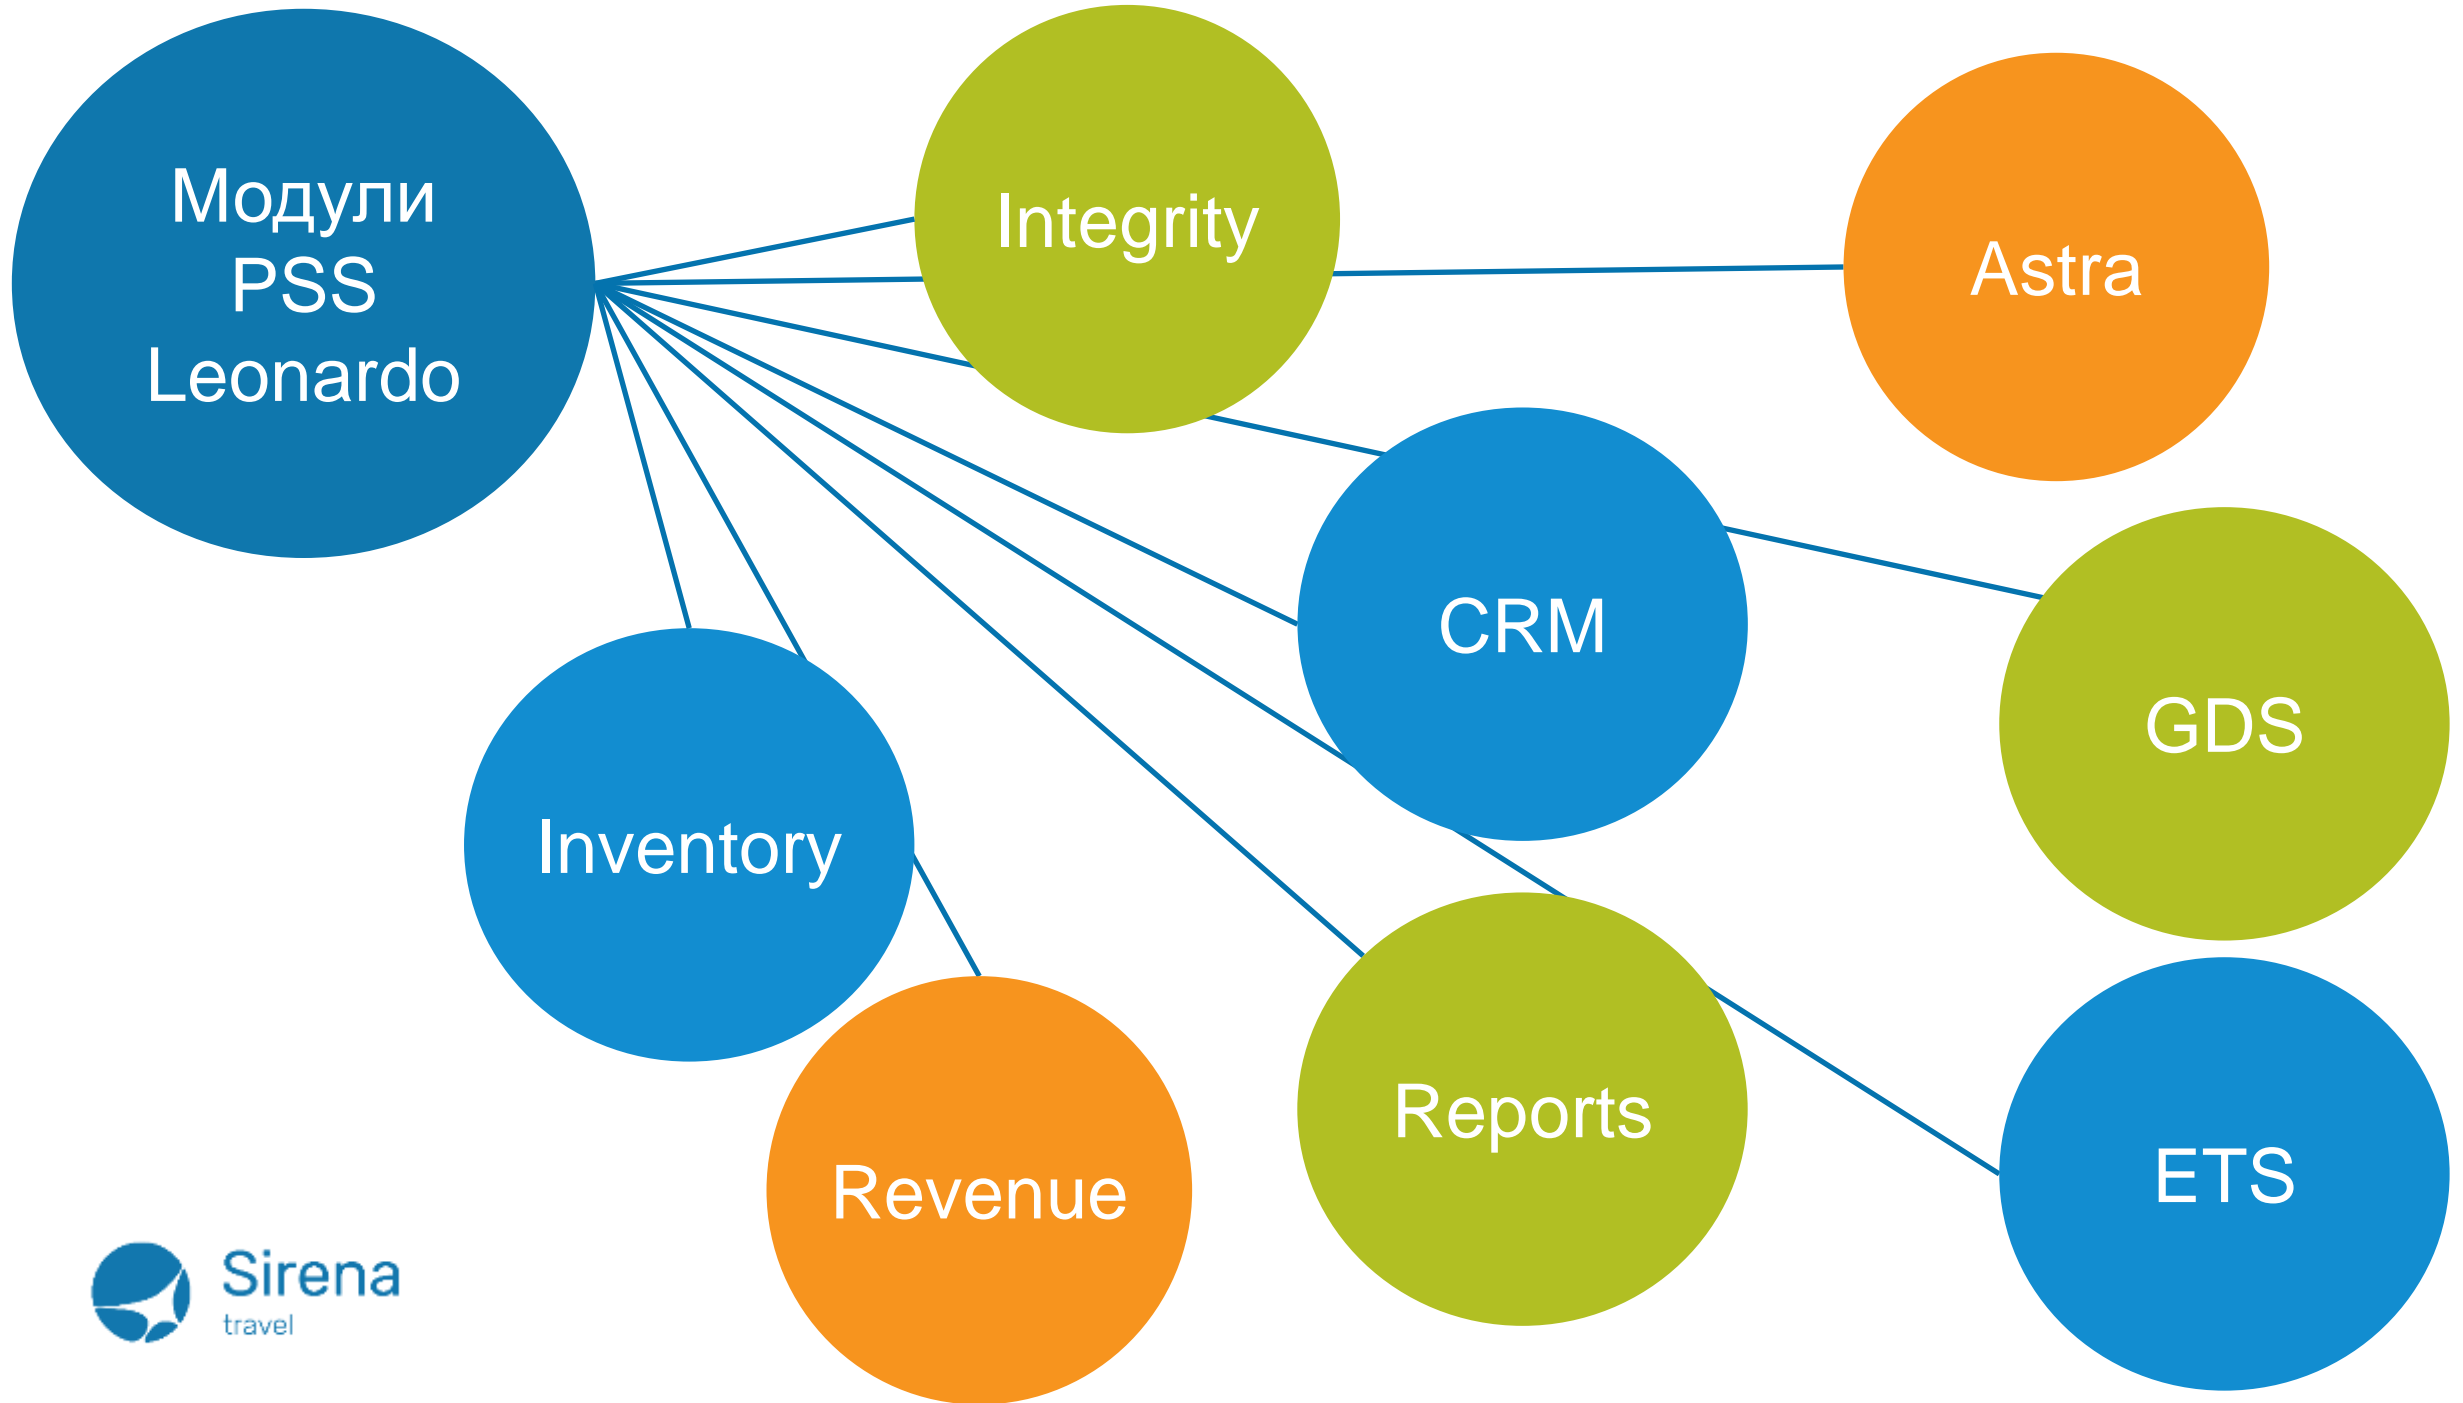 Модули
PSS
Leonardo
Integrity
Astra
CRM
GDS
Inventory
Reports
ETS
Revenue
Sirena
travel